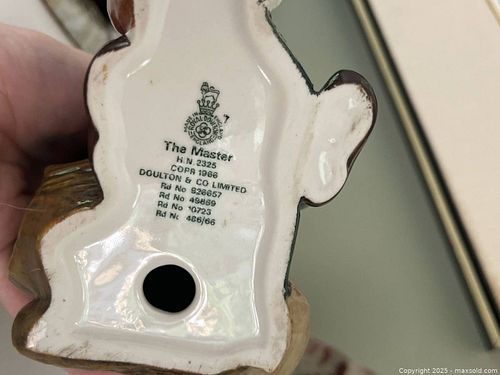 The Master
H.N. 2325
COPR 1966
DOULTON & CO LIMITED
Rd No 926657
Rd No 49889
Rd No 10723
Rd No 486/66
Copyright 2025 - maxsold.com